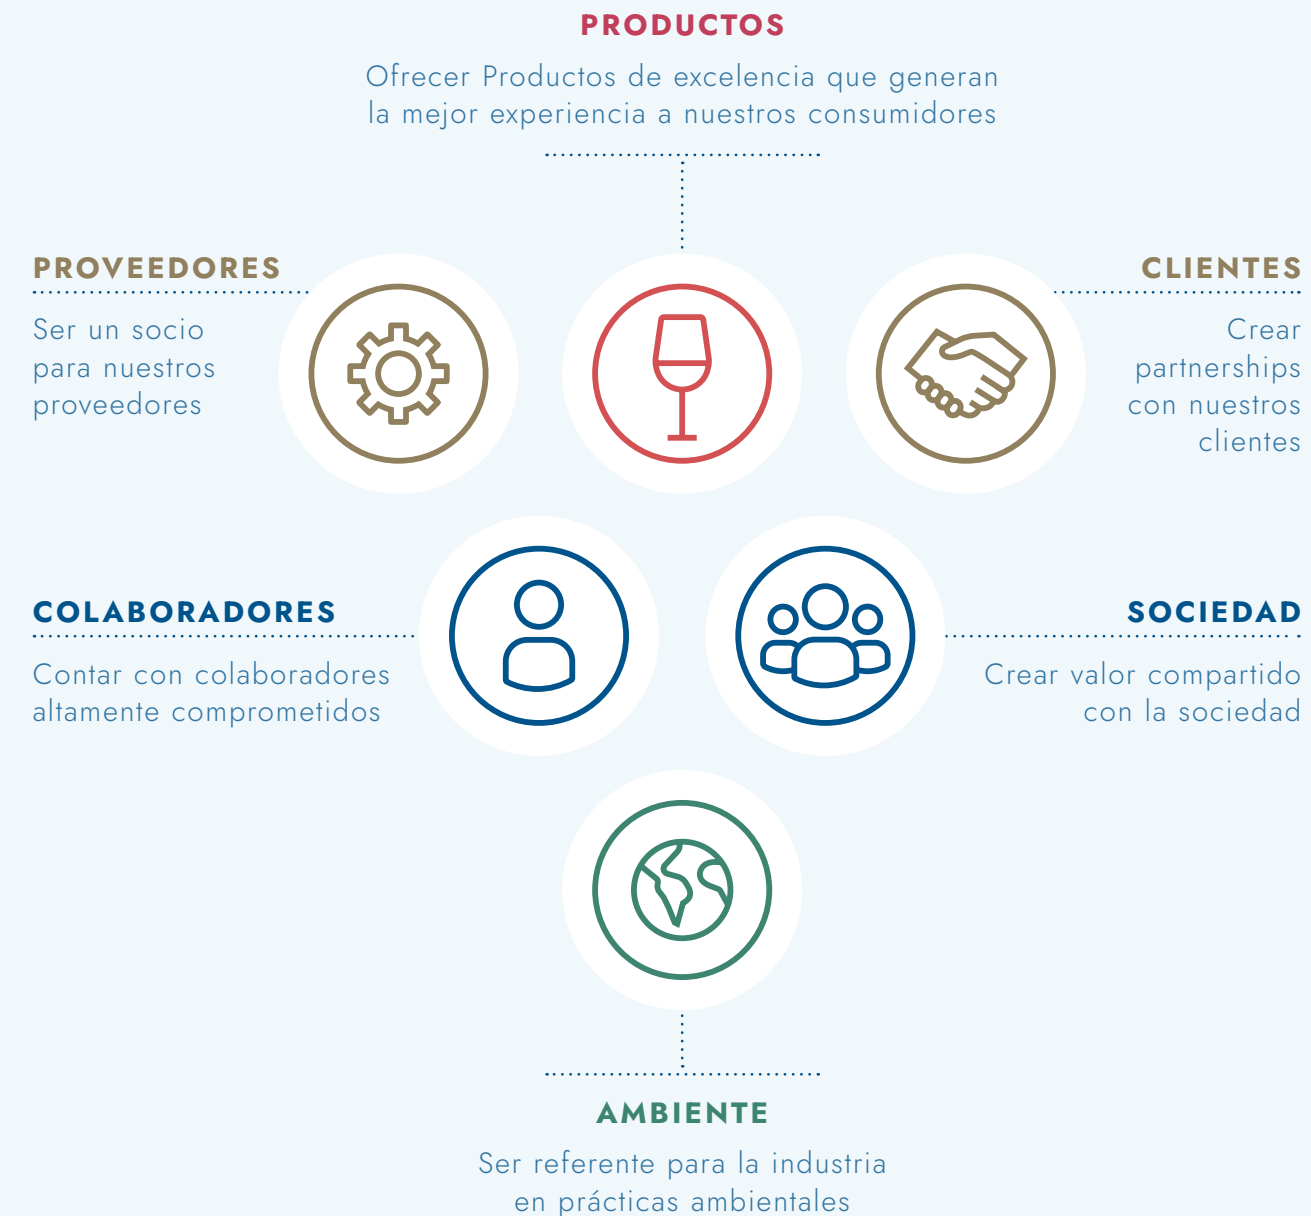 PRODUCTOS
Ofrecer Productos de excelencia que generan
la mejor experiencia a nuestros consumidores
PROVEEDORES
Ser un socio
para nuestros
proveedores
CLIENTES
Crear
partnerships
con nuestros
clientes
COLABORADORES
Contar con colaboradores
altamente comprometidos
SOCIEDAD
Crear valor compartido
con la sociedad
AMBIENTE
Ser referente para la industria
en prácticas ambientales